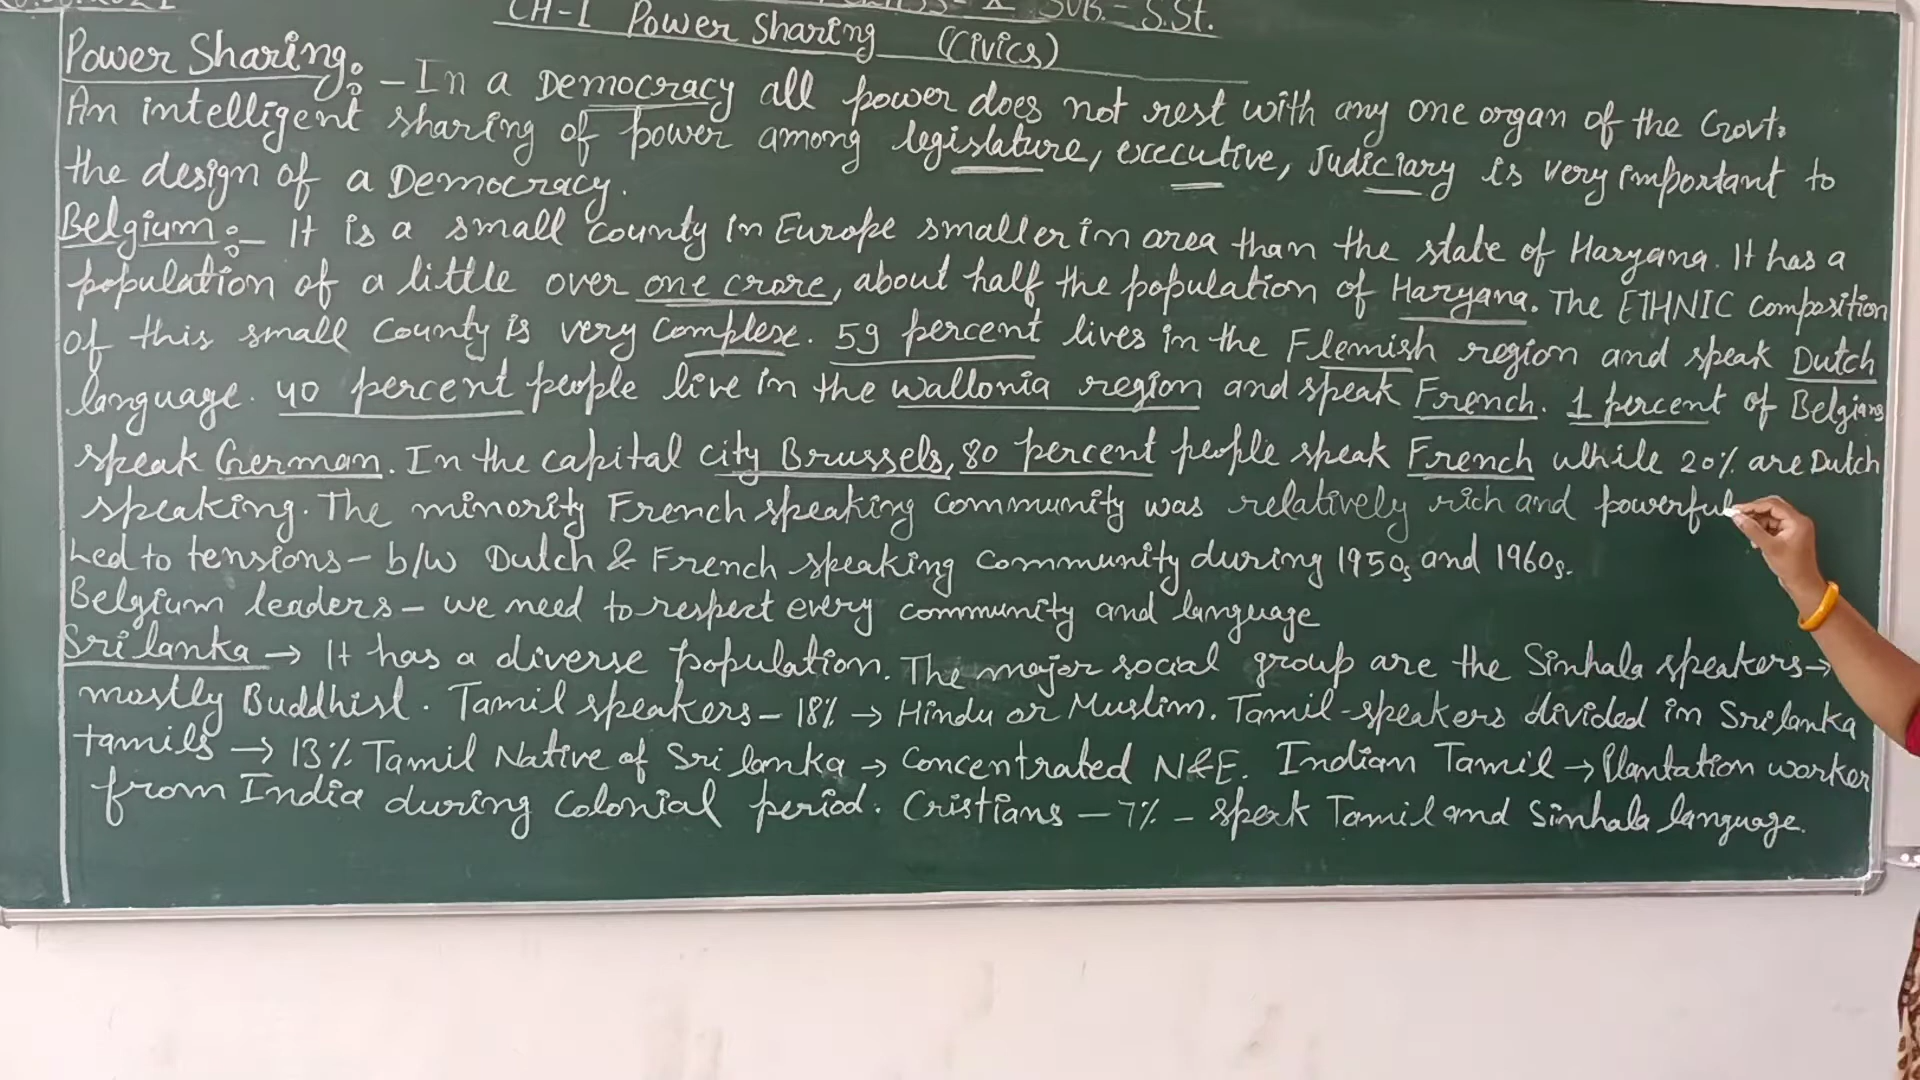 CH-1 Power Sharing (Civics) X SUB.- S.St.
Power Sharing:- In a Democracy all power does not rest with any one organ of the Govt.
An intelligent sharing of power among legislature, executive, Judiciary is very important to
the design of a Democracy.
Belgium:- It is a small county in Europe smaller in area than the state of Haryana. It has a
population of a little over one crore, about half the population of Haryana. The ETHNIC Composition
of this small County is very Complex. 59 percent lives in the Flemish region and speak Dutch
language. 40 percent people live in the wallonia region and speak French. 1 percent of Belgians
speak German. In the capital city Brussels, 80 percent people speak French while 20% are Dutch
speaking. The minority French speaking Community was relatively rich and powerful
Led to tensions - b/w Dutch & French speaking Community during 1950s and 1960s.
Belgium leaders - we need to respect every community and language
Sri lanka → It has a diverse population. The major social group are the Sinhala speakers →
mostly Buddhist. Tamil speakers - 18% → Hindu or Muslim. Tamil-speakers divided in Srilanka
tamils → 13% Tamil Native of Sri lanka → Concentrated N&E. Indian Tamil → Plantation worker
from India during Colonial period. Cristians - 7% - speak Tamil and Sinhala language.